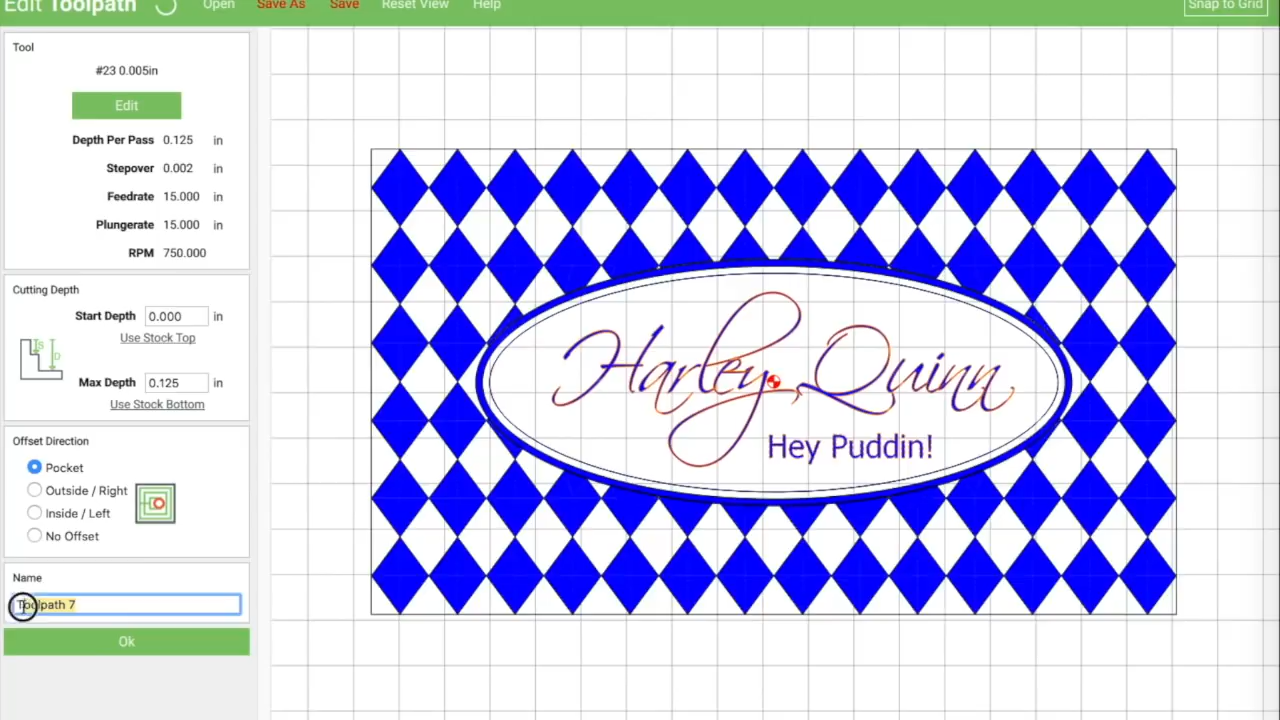 Edit Toolpath
Open
Save As
Save
Reset View
Help
Snap to Grid
Tool
#23 0.005in
Edit
Depth Per Pass 0.125 in
Stepover 0.002 in
Feedrate 15.000 in
Plungerate 15.000 in
RPM 750.000
Cutting Depth
Start Depth 0.000 in
Use Stock Top
S
D
Max Depth 0.125 in
Use Stock Bottom
Offset Direction
Pocket
Outside / Right
Inside / Left
No Offset
Name
Toolpath 7
Ok
Harley Quinn
Hey Puddin!